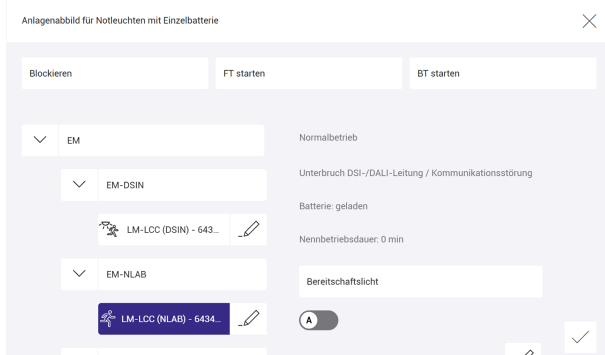 Anlagenabbild für Notleuchten mit Einzelbatterie
Blockieren
FT starten
BT starten
EM
EM-DSIN
LM-LCC (DSIN) - 643...
EM-NLAB
LM-LCC (NLAB) - 6434...
Normalbetrieb
Unterbruch DSI-/DALI-Leitung / Kommunikationsstörung
Batterie: geladen
Nennbetriebsdauer: 0 min
Bereitschaftslicht
A